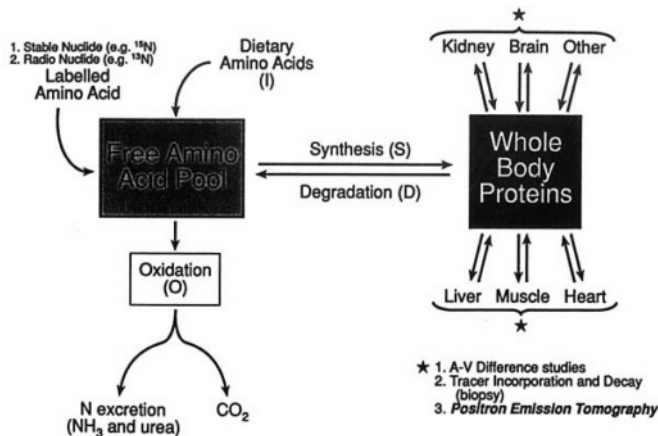 1. Stable Nuclide (e.g. ¹⁵N)
2. Radio Nuclide (e.g. ¹³N)
Labelled
Amino Acid
Dietary
Amino Acids
(I)
Free Amino
Acid Pool
Synthesis (S)
Degradation (D)
Oxidation
(O)
N excretion
(NH₃ and urea)
CO₂
★
Kidney Brain Other
Whole
Body
Proteins
Liver Muscle Heart
★
★ 1. A-V Difference studies
2. Tracer Incorporation and Decay
(biopsy)
3. Positron Emission Tomography